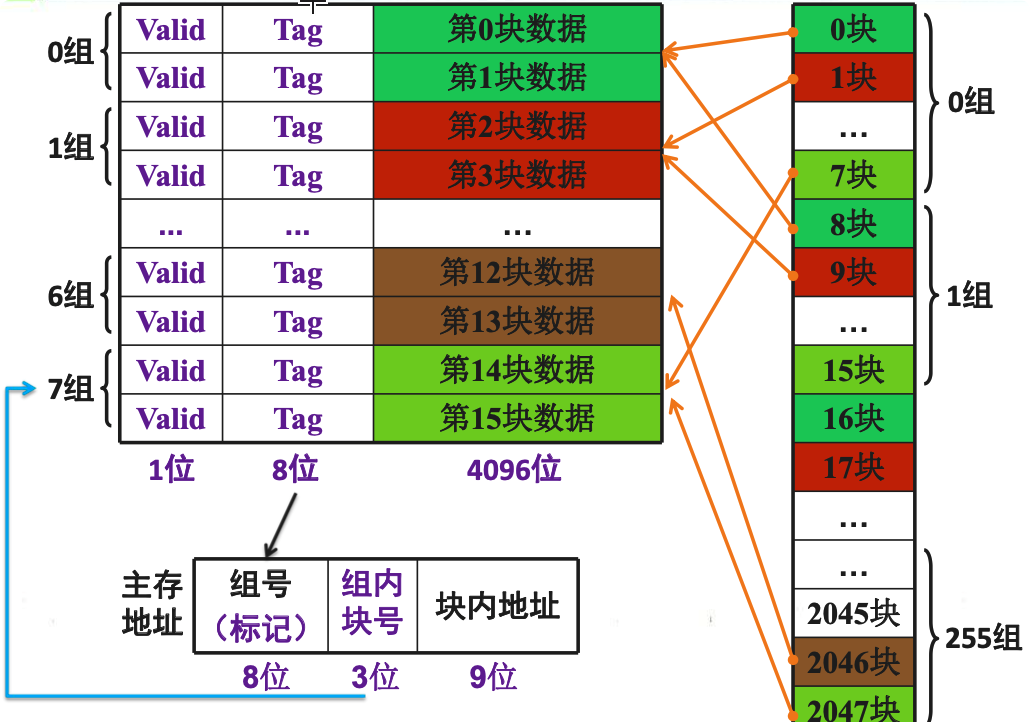 0组
Valid Tag 第0块数据
Valid Tag 第1块数据
1组
Valid Tag 第2块数据
Valid Tag 第3块数据
... ... ...
6组
Valid Tag 第12块数据
Valid Tag 第13块数据
7组
Valid Tag 第14块数据
Valid Tag 第15块数据
1位 8位 4096位
主存
地址
组号
（标记）
组内
块号
块内地址
8位 3位 9位
0块
1块
...
7块
0组
8块
9块
...
15块
1组
16块
17块
...
...
2045块
2046块
2047块
255组